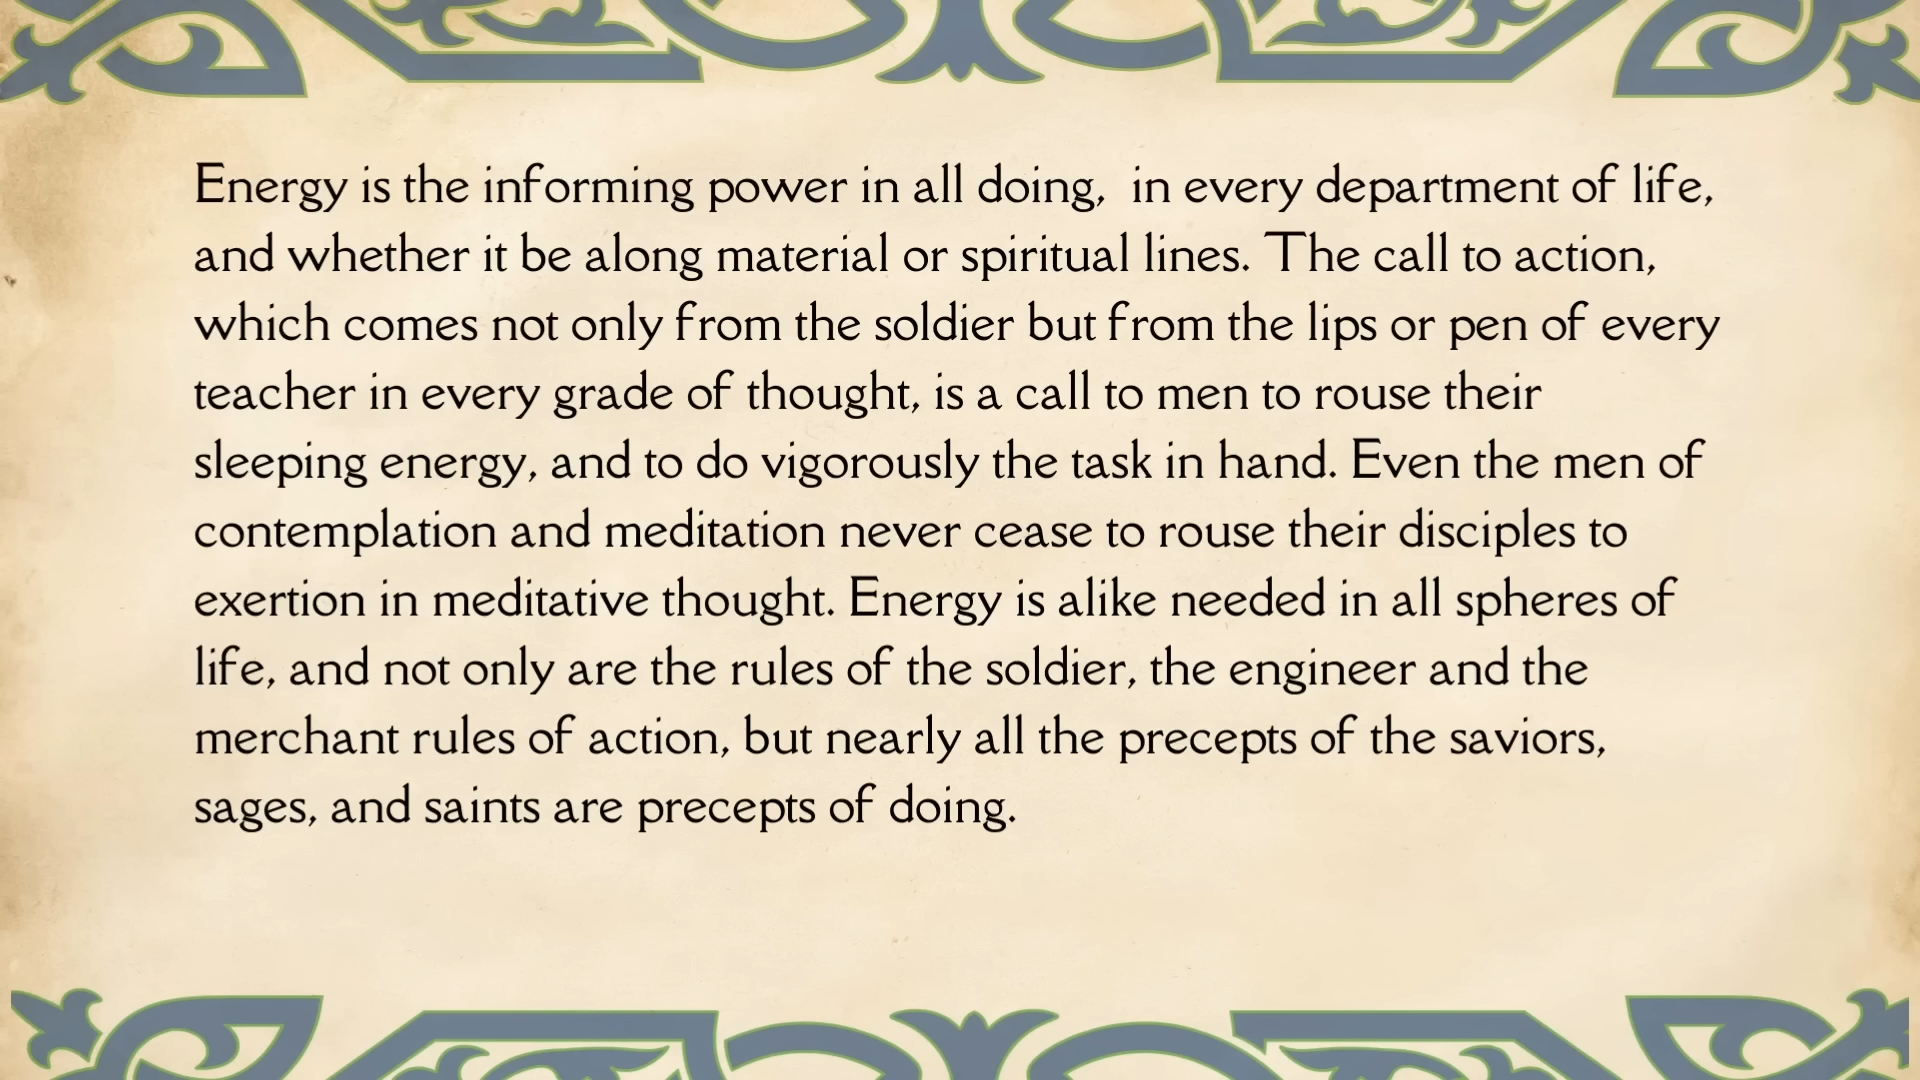 Energy is the informing power in all doing,  in every department of life,
and whether it be along material or spiritual lines. The call to action,
which comes not only from the soldier but from the lips or pen of every
teacher in every grade of thought, is a call to men to rouse their
sleeping energy, and to do vigorously the task in hand. Even the men of
contemplation and meditation never cease to rouse their disciples to
exertion in meditative thought. Energy is alike needed in all spheres of
life, and not only are the rules of the soldier, the engineer and the
merchant rules of action, but nearly all the precepts of the saviors,
sages, and saints are precepts of doing.